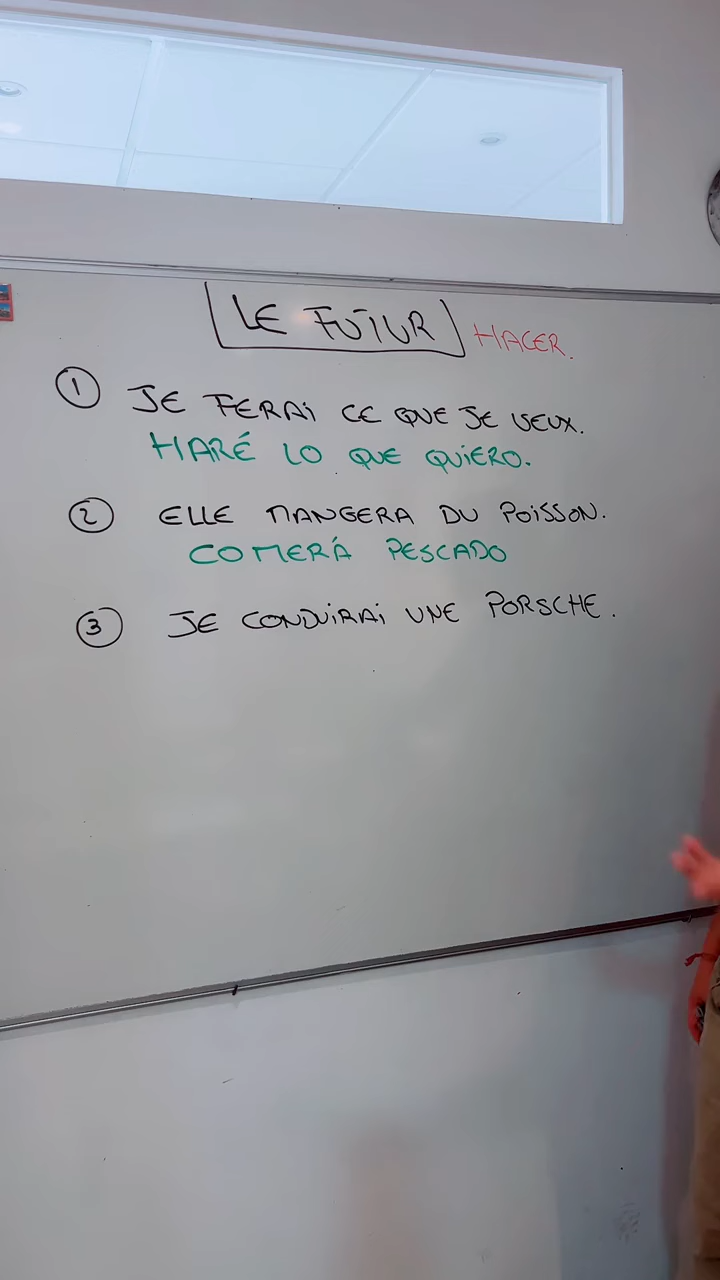 LE FUTUR HACER.
1 JE FERAI CE QUE JE VEUX.
HARÉ LO QUE QUIERO.
2 ELLE MANGERA DU POISSON.
COMERÁ PESCADO
3 JE CONDUIRAI UNE PORSCHE.